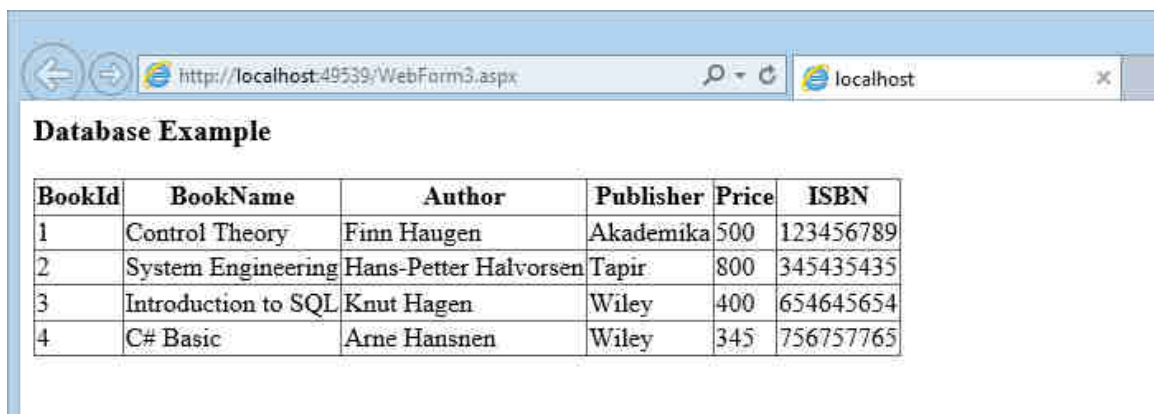 http://localhost:49539/WebForm3.aspx
localhost
Database Example
BookId BookName Author Publisher Price ISBN
1 Control Theory Finn Haugen Akademika 500 123456789
2 System Engineering Hans-Petter Halvorsen Tapir 800 345435435
3 Introduction to SQL Knut Hagen Wiley 400 654645654
4 C# Basic Arne Hansnen Wiley 345 756757765